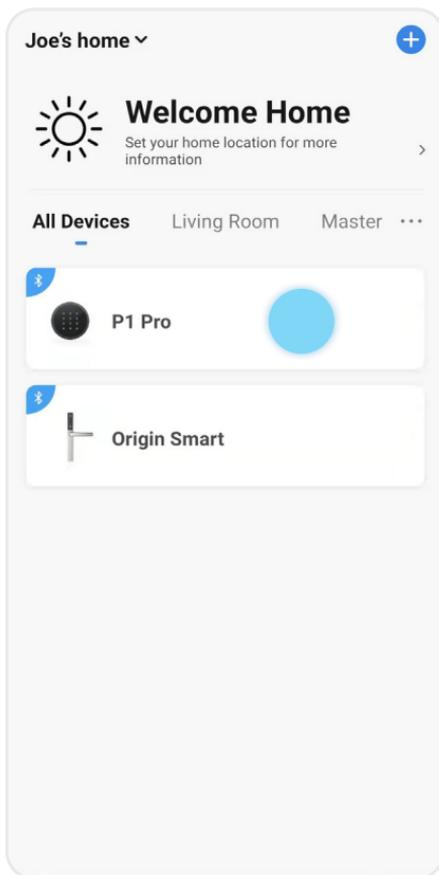 Joe's home
Welcome Home
Set your home location for more
information
All Devices Living Room Master ...
P1 Pro
Origin Smart